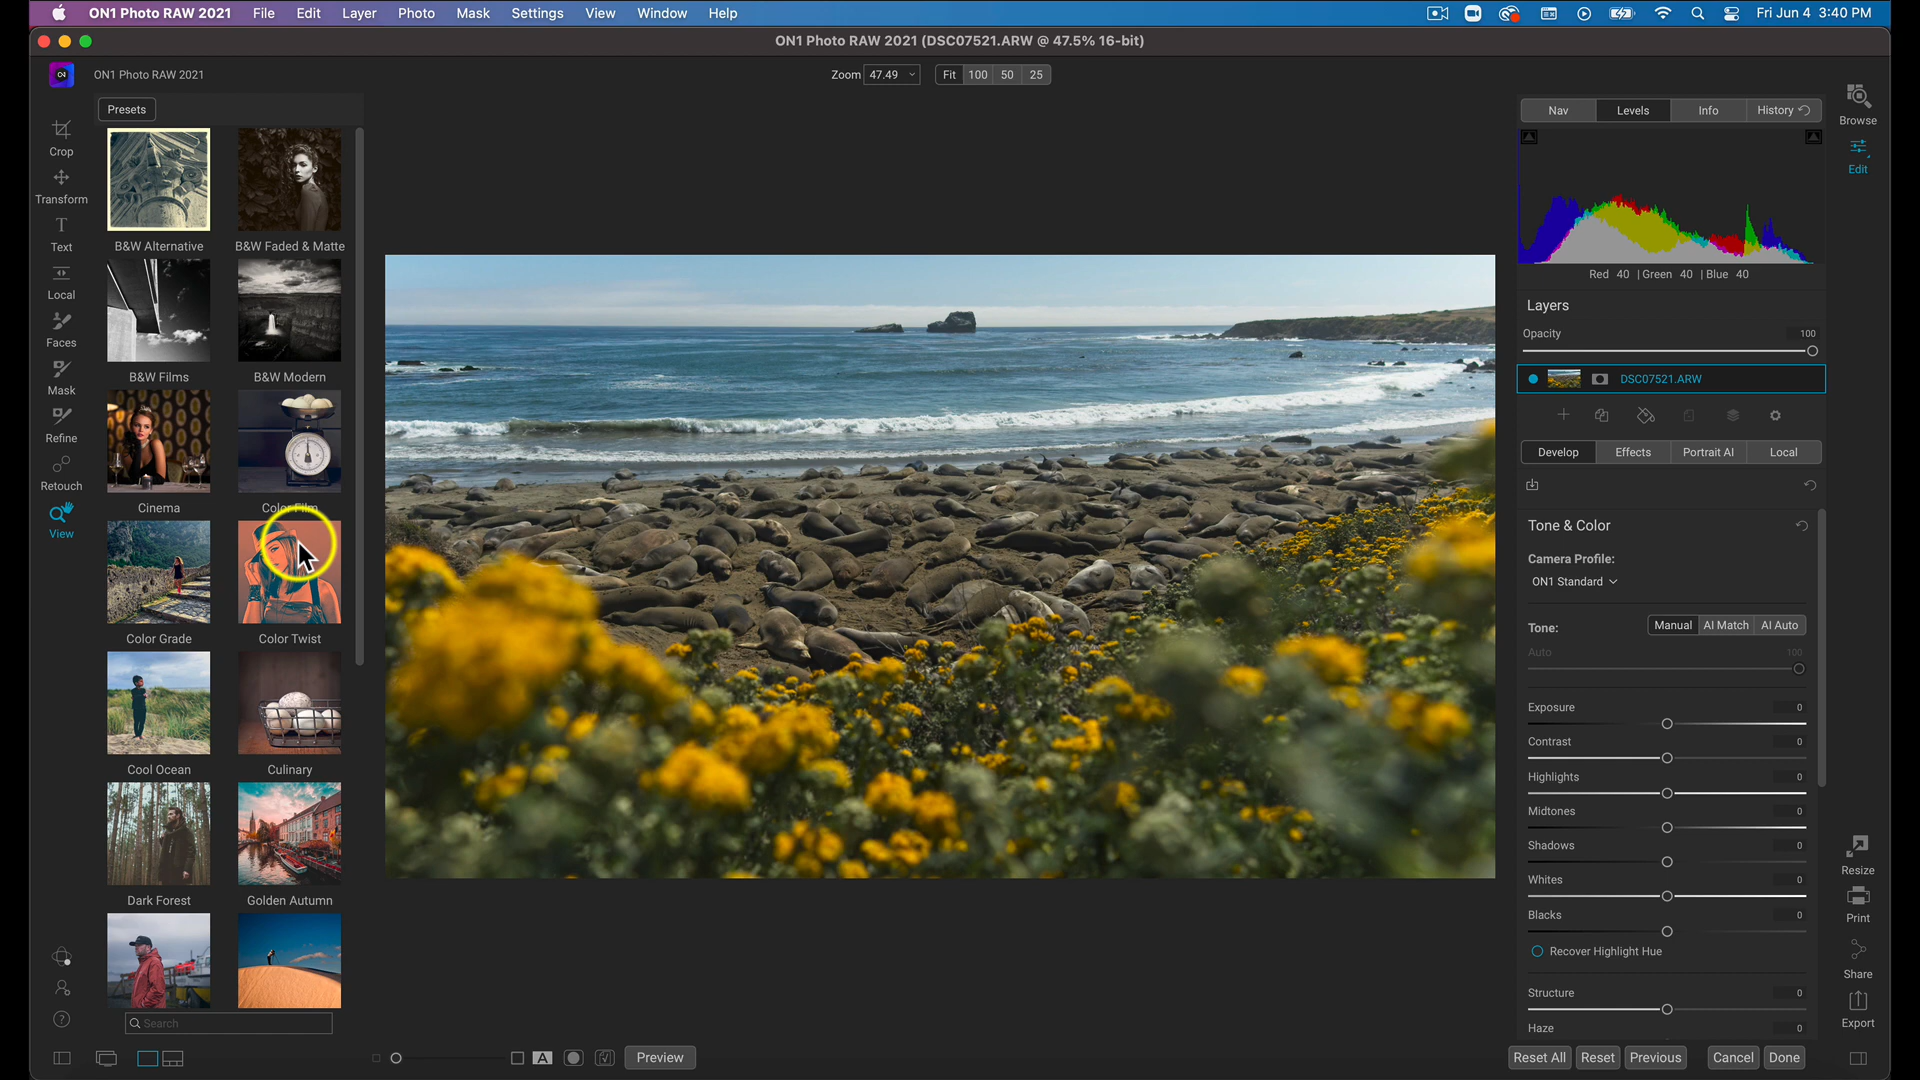 ON1 Photo RAW 2021 File Edit Layer Photo Mask Settings View Window Help Fri Jun 4 3:40 PM
ON1 Photo RAW 2021 (DSC07521.ARW @ 47.5% 16-bit)
ON1 Photo RAW 2021 Zoom 47.49 Fit 100 50 25
Presets
Crop
Transform
Text
Local
Faces
Mask
Refine
Retouch
View
B&W Alternative B&W Faded & Matte
B&W Films B&W Modern
Cinema Color Film
Color Grade Color Twist
Cool Ocean Culinary
Dark Forest Golden Autumn
Search
A Preview
Nav Levels Info History
Red 40 | Green 40 | Blue 40
Layers
Opacity 100
DSC07521.ARW
Develop Effects Portrait AI Local
Tone & Color
Camera Profile:
ON1 Standard
Tone: Manual AI Match AI Auto
Auto 100
Exposure 0
Contrast 0
Highlights 0
Midtones 0
Shadows 0
Whites 0
Blacks 0
Recover Highlight Hue
Structure 0
Haze 0
Reset All Reset Previous Cancel Done
Browse
Edit
Resize
Print
Share
Export